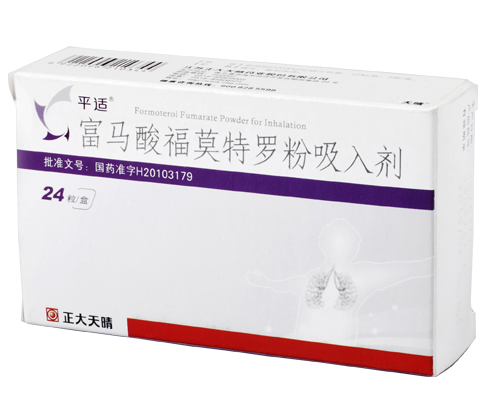 天晴
平适®
Formoterol Fumarate Powder for Inhalation
富马酸福莫特罗粉吸入剂
批准文号：国药准字H20103179
24粒/盒
正大天晴